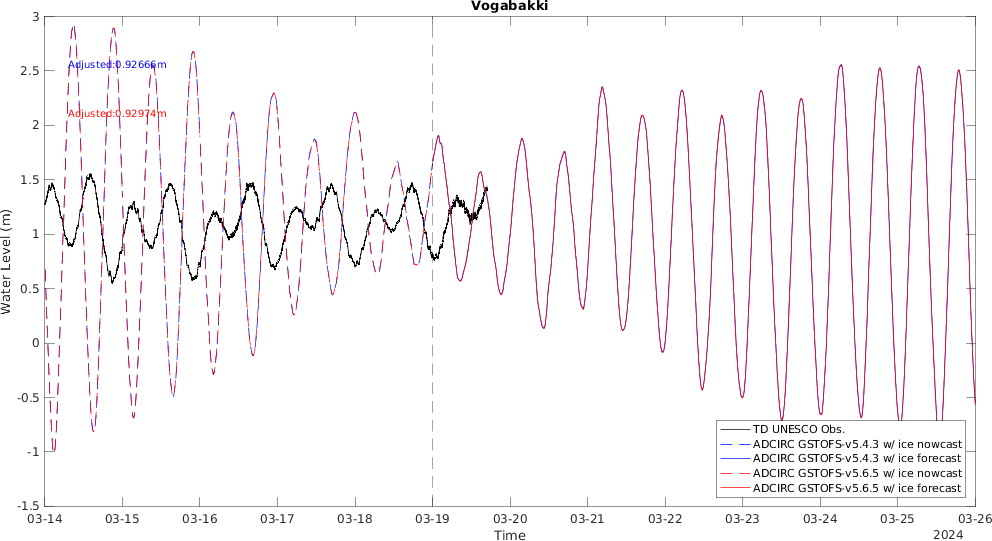 Vogabakki
3
2.5
2
1.5
1
0.5
0
-0.5
-1
-1.5
Water Level (m)
Adjusted:0.92666m
Adjusted:0.92974m
TD UNESCO Obs.
ADCIRC GSTOFS-v5.4.3 w/ ice nowcast
ADCIRC GSTOFS-v5.4.3 w/ ice forecast
ADCIRC GSTOFS-v5.6.5 w/ ice nowcast
ADCIRC GSTOFS-v5.6.5 w/ ice forecast
03-14 03-15 03-16 03-17 03-18 03-19 03-20 03-21 03-22 03-23 03-24 03-25 03-26
Time
2024